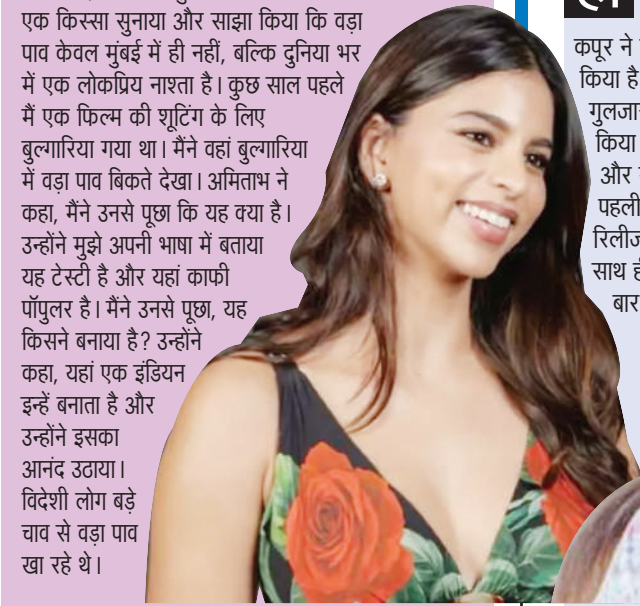 एक किस्सा सुनाया और साझा किया कि वड़ा
पाव केवल मुंबई में ही नहीं, बल्कि दुनिया भर
में एक लोकप्रिय नाश्ता है। कुछ साल पहले
मैं एक फिल्म की शूटिंग के लिए
बुल्गारिया गया था। मैंने वहां बुल्गारिया
में वड़ा पाव बिकते देखा। अमिताभ ने
कहा, मैंने उनसे पूछा कि यह क्या है।
उन्होंने मुझे अपनी भाषा में बताया
यह टेस्टी है और यहां काफी
पॉपुलर है। मैंने उनसे पूछा, यह
किसने बनाया है? उन्होंने
कहा, यहां एक इंडियन
इन्हें बनाता है और
उन्होंने इसका
आनंद उठाया।
विदेशी लोग बड़े
चाव से वड़ा पाव
खा रहे थे।
कपूर ने
किया है
किया
और
पहली
साथ
बार